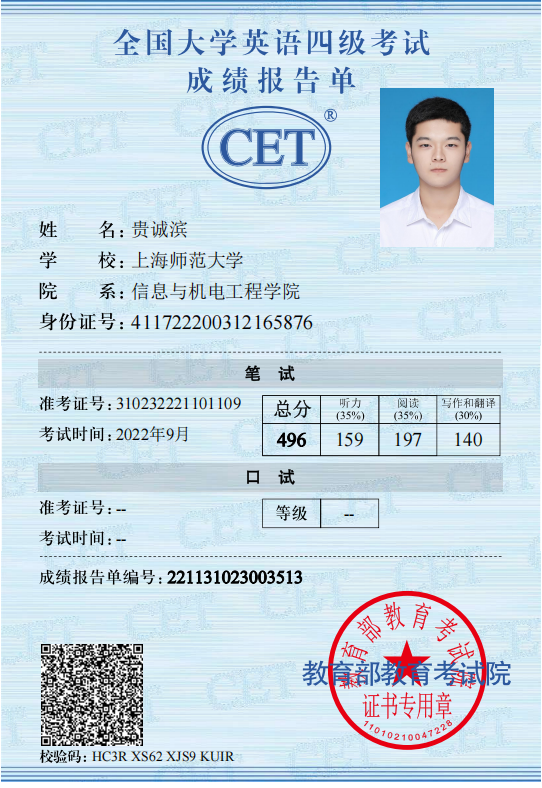 全国大学英语四级考试
成绩报告单
CET®
姓 名：贵诚滨
学 校：上海师范大学
院 系：信息与机电工程学院
身份证号：411722200312165876
笔 试
准考证号：310232221101109
考试时间：2022年9月
总分 听力 (35%) 阅读 (35%) 写作和翻译 (30%)
496 159 197 140
口 试
准考证号：--
考试时间：--
等级 --
成绩报告单编号：221131023003513
教育部教育考试院
教育部教育考试院
证书专用章
11010210047228
校验码：HC3R XS62 XJS9 KUIR